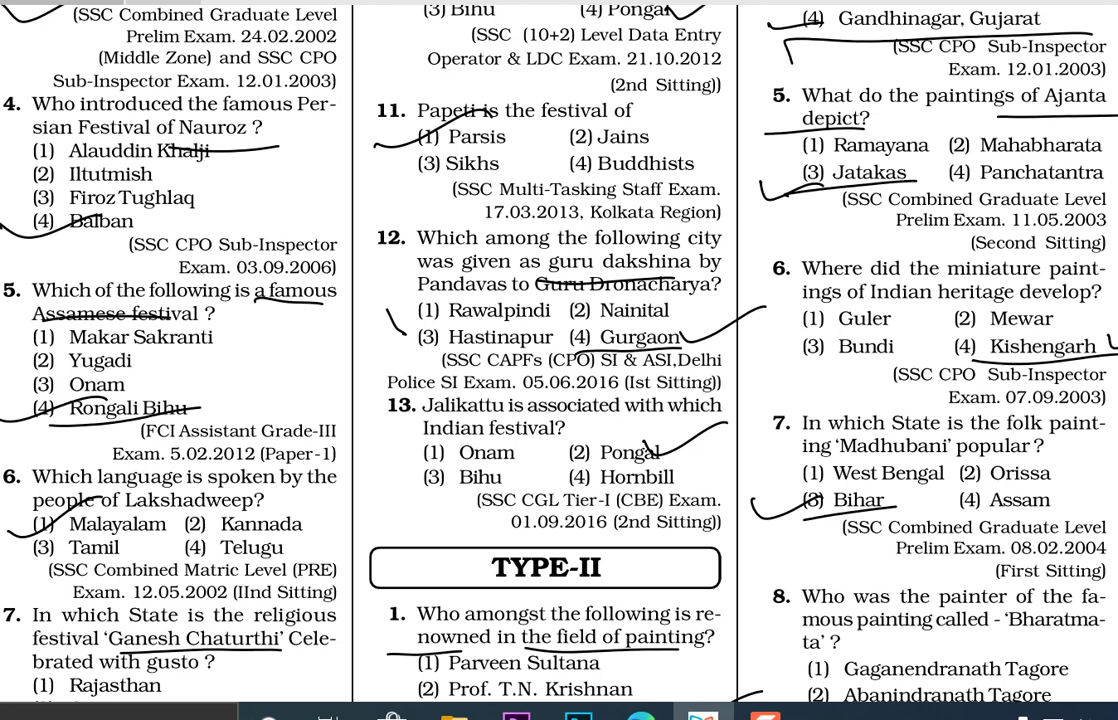 (SSC Combined Graduate Level
Prelim Exam. 24.02.2002
(Middle Zone) and SSC CPO
Sub-Inspector Exam. 12.01.2003)
4. Who introduced the famous Per-
sian Festival of Nauroz ?
(1) Alauddin Khalji
(2) Iltutmish
(3) Firoz Tughlaq
(4) Balban
(SSC CPO Sub-Inspector
Exam. 03.09.2006)
5. Which of the following is a famous
Assamese festival ?
(1) Makar Sakranti
(2) Yugadi
(3) Onam
(4) Rongali Bihu
(FCI Assistant Grade-III
Exam. 5.02.2012 (Paper-1)
6. Which language is spoken by the
people of Lakshadweep?
(1) Malayalam (2) Kannada
(3) Tamil (4) Telugu
(SSC Combined Matric Level (PRE)
Exam. 12.05.2002 (IInd Sitting)
7. In which State is the religious
festival ‘Ganesh Chaturthi’ Cele-
brated with gusto ?
(1) Rajasthan
(3) Bihu (4) Pongal
(SSC (10+2) Level Data Entry
Operator & LDC Exam. 21.10.2012
(2nd Sitting))
11. Papeti is the festival of
(1) Parsis (2) Jains
(3) Sikhs (4) Buddhists
(SSC Multi-Tasking Staff Exam.
17.03.2013, Kolkata Region)
12. Which among the following city
was given as guru dakshina by
Pandavas to Guru Dronacharya?
(1) Rawalpindi (2) Nainital
(3) Hastinapur (4) Gurgaon
(SSC CAPFs (CPO) SI & ASI,Delhi
Police SI Exam. 05.06.2016 (Ist Sitting))
13. Jalikattu is associated with which
Indian festival?
(1) Onam (2) Pongal
(3) Bihu (4) Hornbill
(SSC CGL Tier-I (CBE) Exam.
01.09.2016 (2nd Sitting))
TYPE-II
1. Who amongst the following is re-
nowned in the field of painting?
(1) Parveen Sultana
(2) Prof. T.N. Krishnan
(4) Gandhinagar, Gujarat
(SSC CPO Sub-Inspector
Exam. 12.01.2003)
5. What do the paintings of Ajanta
depict?
(1) Ramayana (2) Mahabharata
(3) Jatakas (4) Panchatantra
(SSC Combined Graduate Level
Prelim Exam. 11.05.2003
(Second Sitting)
6. Where did the miniature paint-
ings of Indian heritage develop?
(1) Guler (2) Mewar
(3) Bundi (4) Kishengarh
(SSC CPO Sub-Inspector
Exam. 07.09.2003)
7. In which State is the folk paint-
ing ‘Madhubani’ popular ?
(1) West Bengal (2) Orissa
(3) Bihar (4) Assam
(SSC Combined Graduate Level
Prelim Exam. 08.02.2004
(First Sitting)
8. Who was the painter of the fa-
mous painting called - ‘Bharatma-
ta’ ?
(1) Gaganendranath Tagore
(2) Abanindranath Tagore